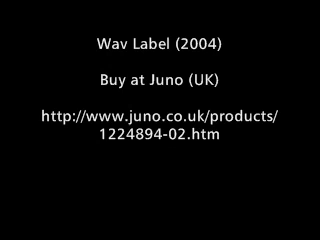 Wav Label (2004)
Buy at Juno (UK)
http://www.juno.co.uk/products/
1224894-02.htm